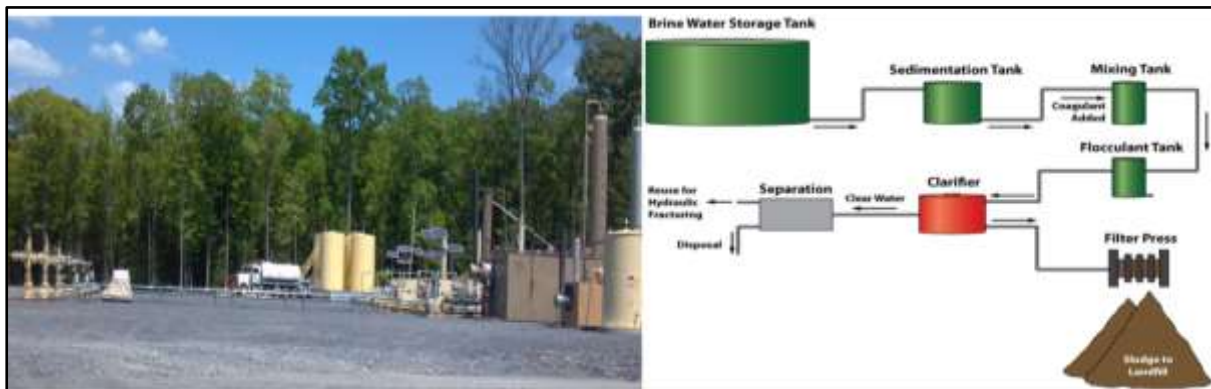 Brine Water Storage Tank
Sedimentation Tank
Mixing Tank
Coagulant
Added
Flocculant Tank
Clarifier
Clear Water
Separation
Reuse for
Hydraulic
Fracturing
Disposal
Filter Press
Sludge to
Landfill